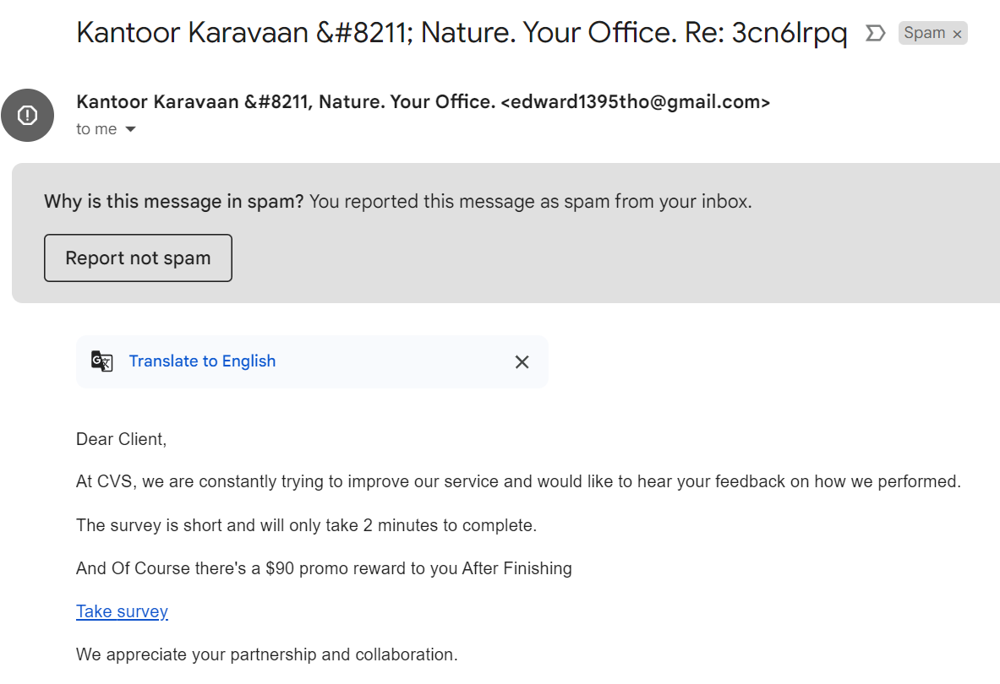 Kantoor Karavaan &#8211; Nature. Your Office. Re: 3cn6lrpq Spam ×
Kantoor Karavaan &#8211, Nature. Your Office. <edward1395tho@gmail.com>
to me
Why is this message in spam? You reported this message as spam from your inbox.
Report not spam
Translate to English
Dear Client,
At CVS, we are constantly trying to improve our service and would like to hear your feedback on how we performed.
The survey is short and will only take 2 minutes to complete.
And Of Course there's a $90 promo reward to you After Finishing
Take survey
We appreciate your partnership and collaboration.